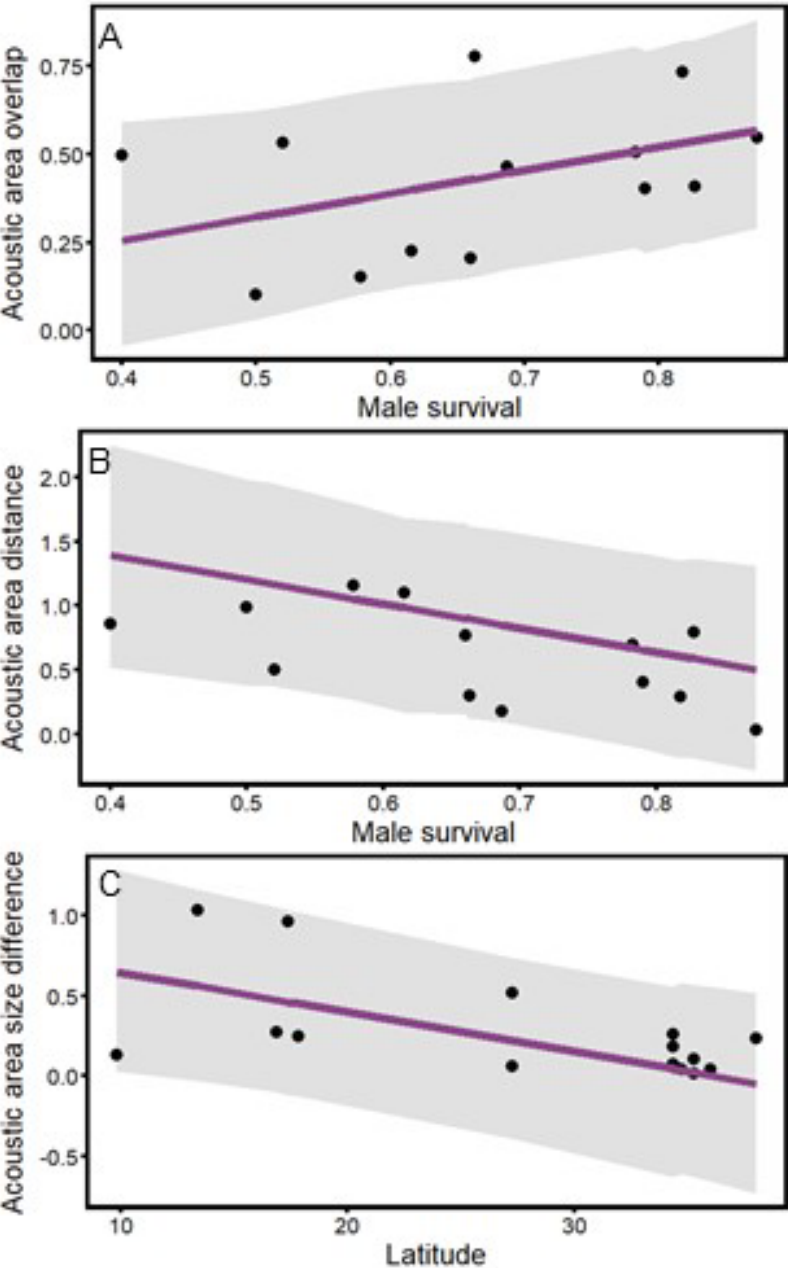 A
Acoustic area overlap
0.75
0.50
0.25
0.00
0.4 0.5 0.6 0.7 0.8
Male survival
B
Acoustic area distance
2.0
1.5
1.0
0.5
0.0
0.4 0.5 0.6 0.7 0.8
Male survival
C
Acoustic area size difference
1.0
0.5
0.0
-0.5
10 20 30
Latitude